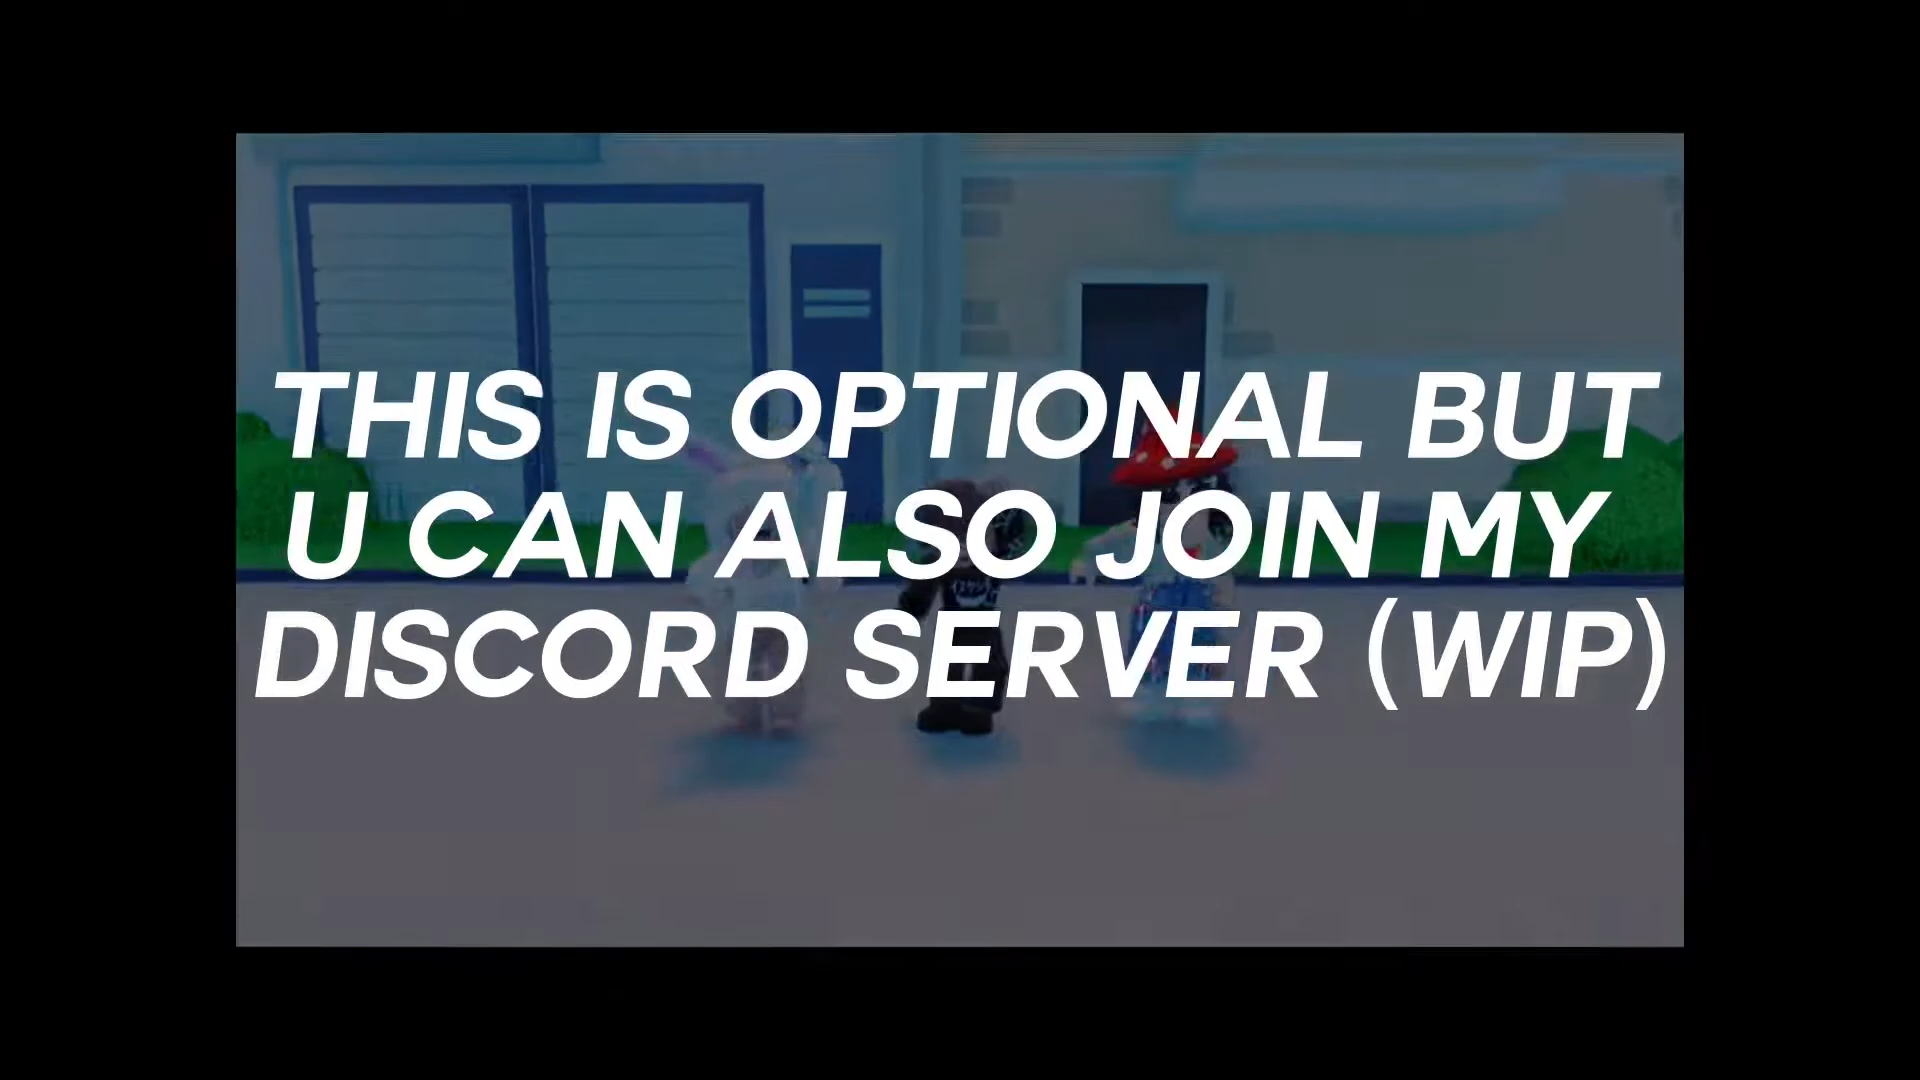 THIS IS OPTIONAL BUT
U CAN ALSO JOIN MY
DISCORD SERVER (WIP)